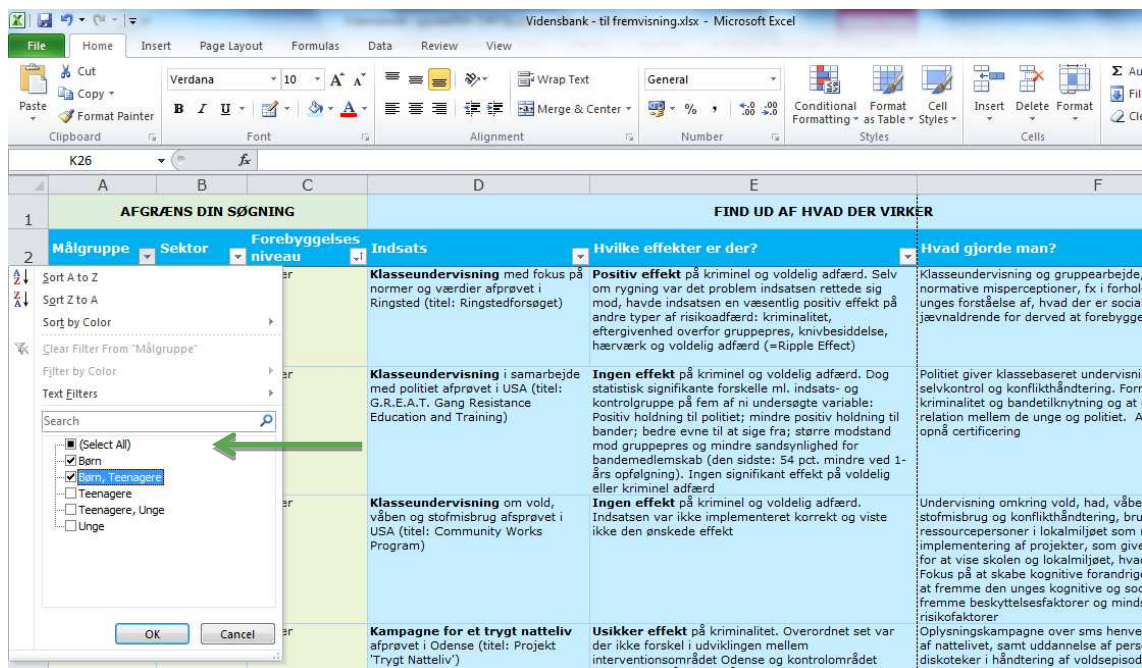 Vidensbank - til fremvisning.xlsx - Microsoft Excel
File Home Insert Page Layout Formulas Data Review View
Paste
Cut
Copy
Format Painter
Clipboard
Verdana 10
B I U
Font
Wrap Text
Merge & Center
Alignment
General
% , .0 .00 .00 .0
Number
Conditional Formatting
Format as Table
Cell Styles
Styles
Insert Delete Format
Cells
Σ
K26 fx
A B C D E F
1 AFGRÆNS DIN SØGNING FIND UD AF HVAD DER VIRKER
2 Målgruppe Sektor Forebyggelses niveau Indsats Hvilke effekter er der? Hvad gjorde man?
Sort A to Z
Sort Z to A
Sort by Color
Clear Filter From "Målgruppe"
Filter by Color
Text Filters
Search
(Select All)
Børn
Børn, Teenagere
Teenagere
Teenagere, Unge
Unge
OK Cancel
Klasseundervisning med fokus på
normer og værdier afprøvet i
Ringsted (titel: Ringstedforsøget)
Positiv effekt på kriminel og voldelig adfærd. Selv
om rygning var det problem indsatsen rettede sig
mod, havde indsatsen en væsentlig positiv effekt på
andre typer af risikoadfærd: kriminalitet,
eftergivenhed overfor gruppepres, knivbesiddelse,
hærværk og voldelig adfærd (=Ripple Effect)
Klasseundervisning og gruppearbejde,
normative misperceptioner, fx i
unges forståelse af, hvad der er
jævnaldrende for derved at
Klasseundervisning i samarbejde
med politiet afprøvet i USA (titel:
G.R.E.A.T. Gang Resistance
Education and Training)
Ingen effekt på kriminel og voldelig adfærd. Dog
statistisk signifikante forskelle ml. indsats- og
kontrolgruppe på fem af ni undersøgte variable:
Positiv holdning til politiet; mindre positiv holdning til
bander; bedre evne til at sige fra; større modstand
mod gruppepres og mindre sandsynlighed for
bandemedlemskab (den sidste: 54 pct. mindre ved 1-
års opfølgning). Ingen signifikant effekt på voldelig
eller kriminel adfærd
Politiet giver klassebaseret
selvkontrol og konflikthåndtering.
kriminalitet og bandetilknytning og at
relation mellem de unge og politiet.
opnå certificering
Klasseundervisning om vold,
våben og stofmisbrug afsprøvet i
USA (titel: Community Works
Program)
Ingen effekt på kriminel og voldelig adfærd.
Indsatsen var ikke implementeret korrekt og viste
ikke den ønskede effekt
Undervisning omkring vold, had,
stofmisbrug og konflikthåndtering,
ressourcepersoner i lokalmiljøet som
implementering af projekter, som
for at vise skolen og lokalmiljøet,
Fokus på at skabe kognitive
at fremme den unges kognitive og
fremme beskyttelsesfaktorer og
risikofaktorer
Kampagne for et trygt natteliv
afprøvet i Odense (titel: Projekt
'Trygt Natteliv')
Usikker effekt på kriminalitet. Overordnet set var
der ikke forskel i udviklingen mellem
interventionsområdet Odense og kontrolområdet
Oplysningskampagne over sms
af nattelivet, samt uddannelse af
diskoteker i håndtering af